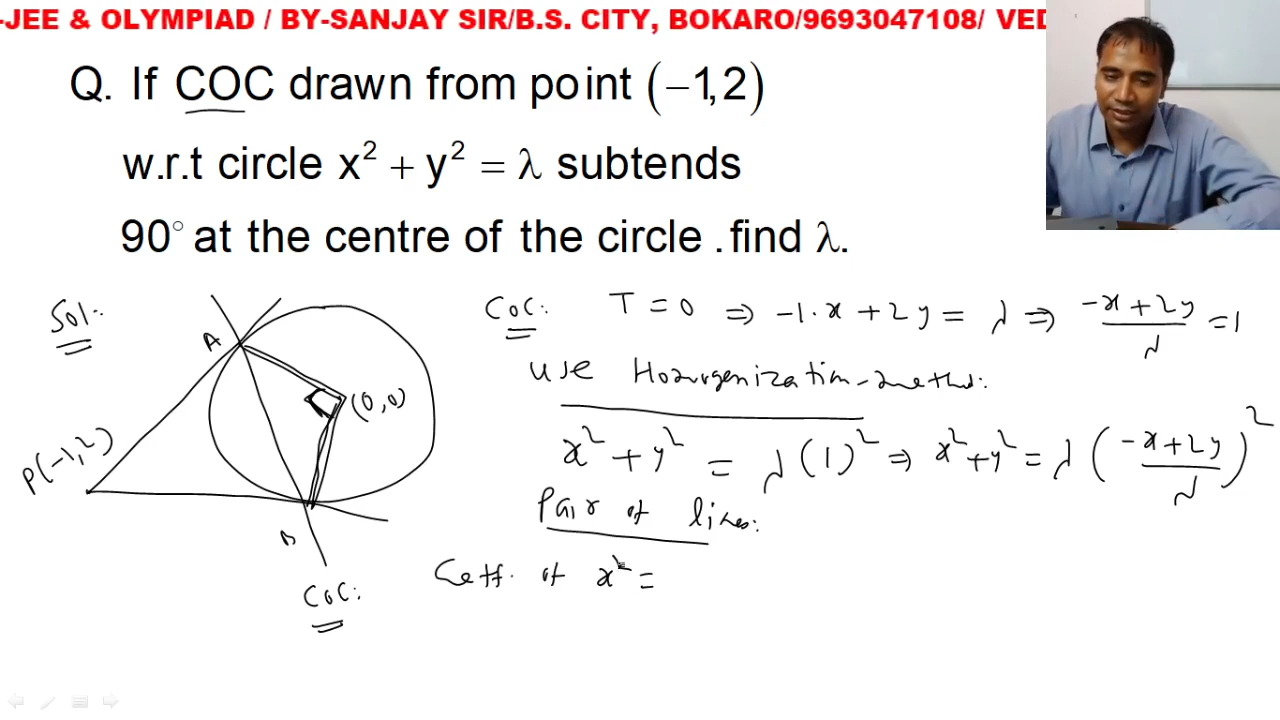 -JEE & OLYMPIAD / BY-SANJAY SIR/B.S. CITY, BOKARO/9693047108/ VED
Q. If COC drawn from point (−1,2)
w.r.t circle x² + y² = λ subtends
90° at the centre of the circle .find λ.
Sol:
COC: T = 0 ⇒ -1·x + 2y = λ ⇒ (-x+2y)/λ = 1
use Homogenization-method:
x² + y² = λ(1)² ⇒ x² + y² = λ((-x+2y)/λ)²
Pair of lines:
Coeff. of x² =
A
(0,0)
P(-1,2)
B
COC: